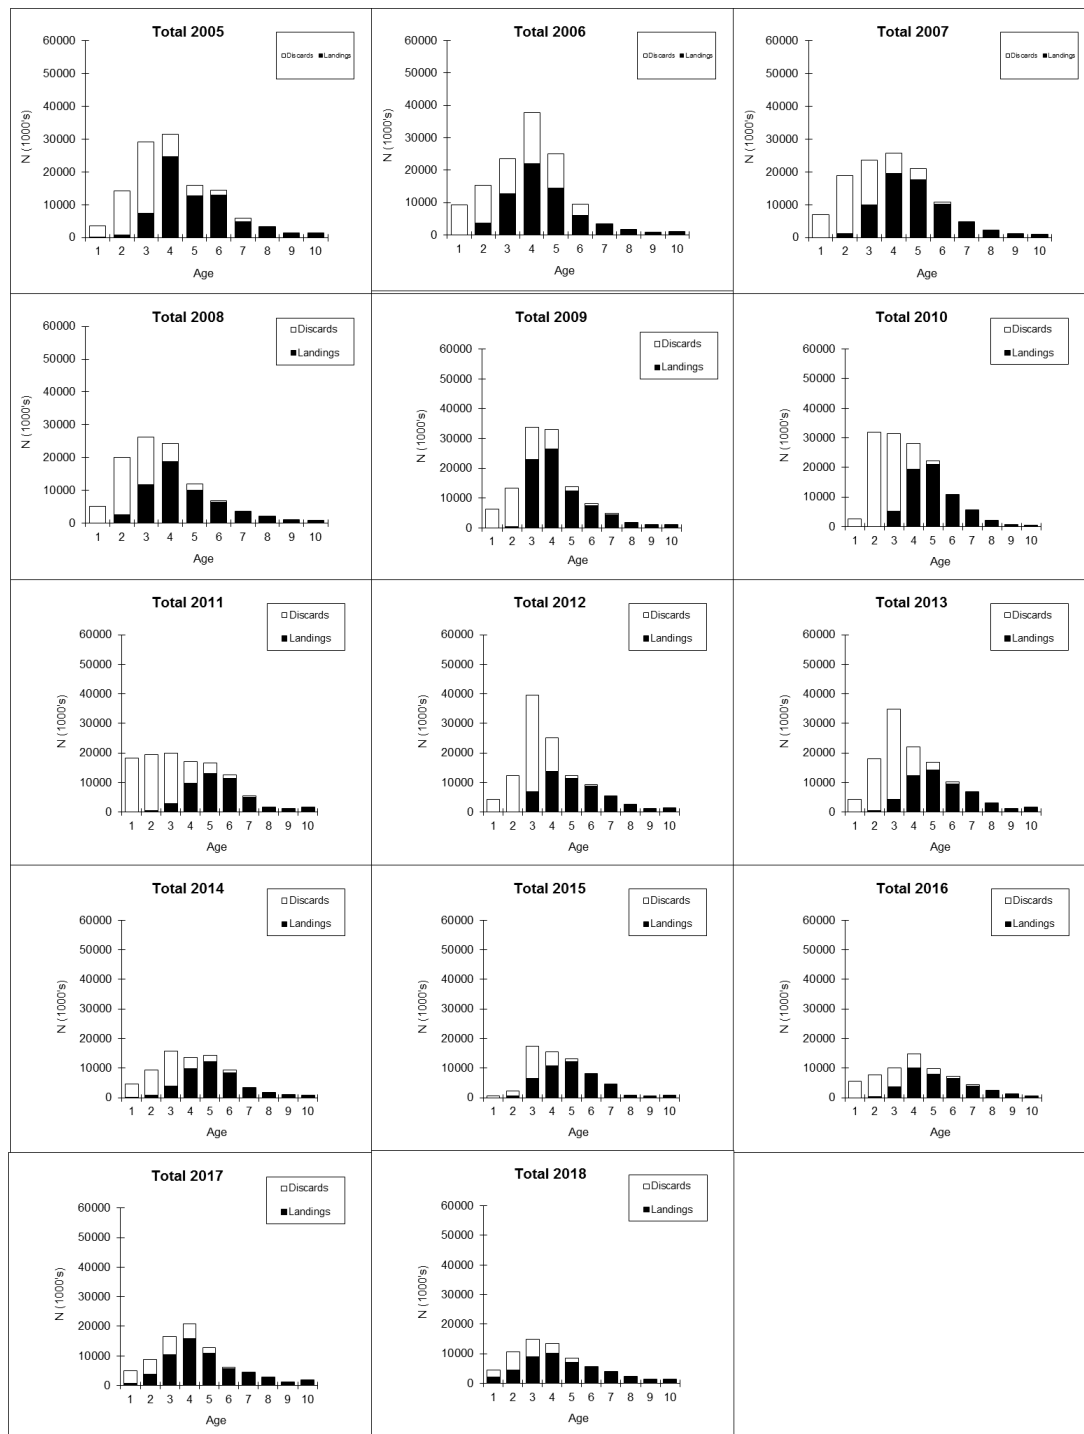 Total 2005
Discards Landings
60000
50000
40000
30000
20000
10000
0
N (1000's)
1 2 3 4 5 6 7 8 9 10
Age
Total 2006
Discards Landings
60000
50000
40000
30000
20000
10000
0
N (1000's)
1 2 3 4 5 6 7 8 9 10
Age
Total 2007
Discards Landings
60000
50000
40000
30000
20000
10000
0
N (1000's)
1 2 3 4 5 6 7 8 9 10
Age
Total 2008
Discards
Landings
60000
50000
40000
30000
20000
10000
0
N (1000's)
1 2 3 4 5 6 7 8 9 10
Age
Total 2009
Discards
Landings
60000
50000
40000
30000
20000
10000
0
N (1000's)
1 2 3 4 5 6 7 8 9 10
Age
Total 2010
Discards
Landings
60000
50000
40000
30000
20000
10000
0
N (1000's)
1 2 3 4 5 6 7 8 9 10
Age
Total 2011
Discards
Landings
60000
50000
40000
30000
20000
10000
0
N (1000's)
1 2 3 4 5 6 7 8 9 10
Age
Total 2012
Discards
Landings
60000
50000
40000
30000
20000
10000
0
N (1000's)
1 2 3 4 5 6 7 8 9 10
Age
Total 2013
Discards
Landings
60000
50000
40000
30000
20000
10000
0
N (1000's)
1 2 3 4 5 6 7 8 9 10
Age
Total 2014
Discards
Landings
60000
50000
40000
30000
20000
10000
0
N (1000's)
1 2 3 4 5 6 7 8 9 10
Age
Total 2015
Discards
Landings
60000
50000
40000
30000
20000
10000
0
N (1000's)
1 2 3 4 5 6 7 8 9 10
Age
Total 2016
Discards
Landings
60000
50000
40000
30000
20000
10000
0
N (1000's)
1 2 3 4 5 6 7 8 9 10
Age
Total 2017
Discards
Landings
60000
50000
40000
30000
20000
10000
0
N (1000's)
1 2 3 4 5 6 7 8 9 10
Age
Total 2018
Discards
Landings
60000
50000
40000
30000
20000
10000
0
N (1000's)
1 2 3 4 5 6 7 8 9 10
Age